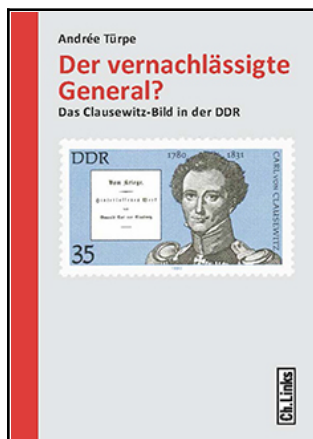 Andrée Türpe
Der vernachlässigte
General?
Das Clausewitz-Bild in der DDR
DDR
1780
1831
CARL VON CLAUSEWITZ
Vom Kriege.
35
Ch.Links